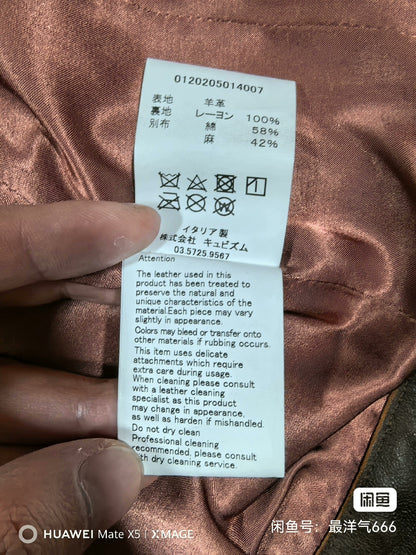 0120205014007
表地 羊革
裏地 レーヨン 100%
別布 綿 58%
麻 42%
イタリア製
株式会社 キュビズム
03.5725.9567
Attention
The leather used in this
product has been treated to
preserve the natural and
unique characteristics of the
material.Each piece may vary
slightly in appearance.
Colors may bleed or transfer onto
other materials if rubbing occurs.
This item uses delicate
attachments which require
extra care during usage.
When cleaning please consult
with a leather cleaning
specialist as this product
may change in appearance,
as well as harden if mishandled.
Do not dry clean
Professional cleaning
recommended, please consult
with dry cleaning service.
闲鱼
闲鱼号：最洋气666
HUAWEI Mate X5 | XMAGE